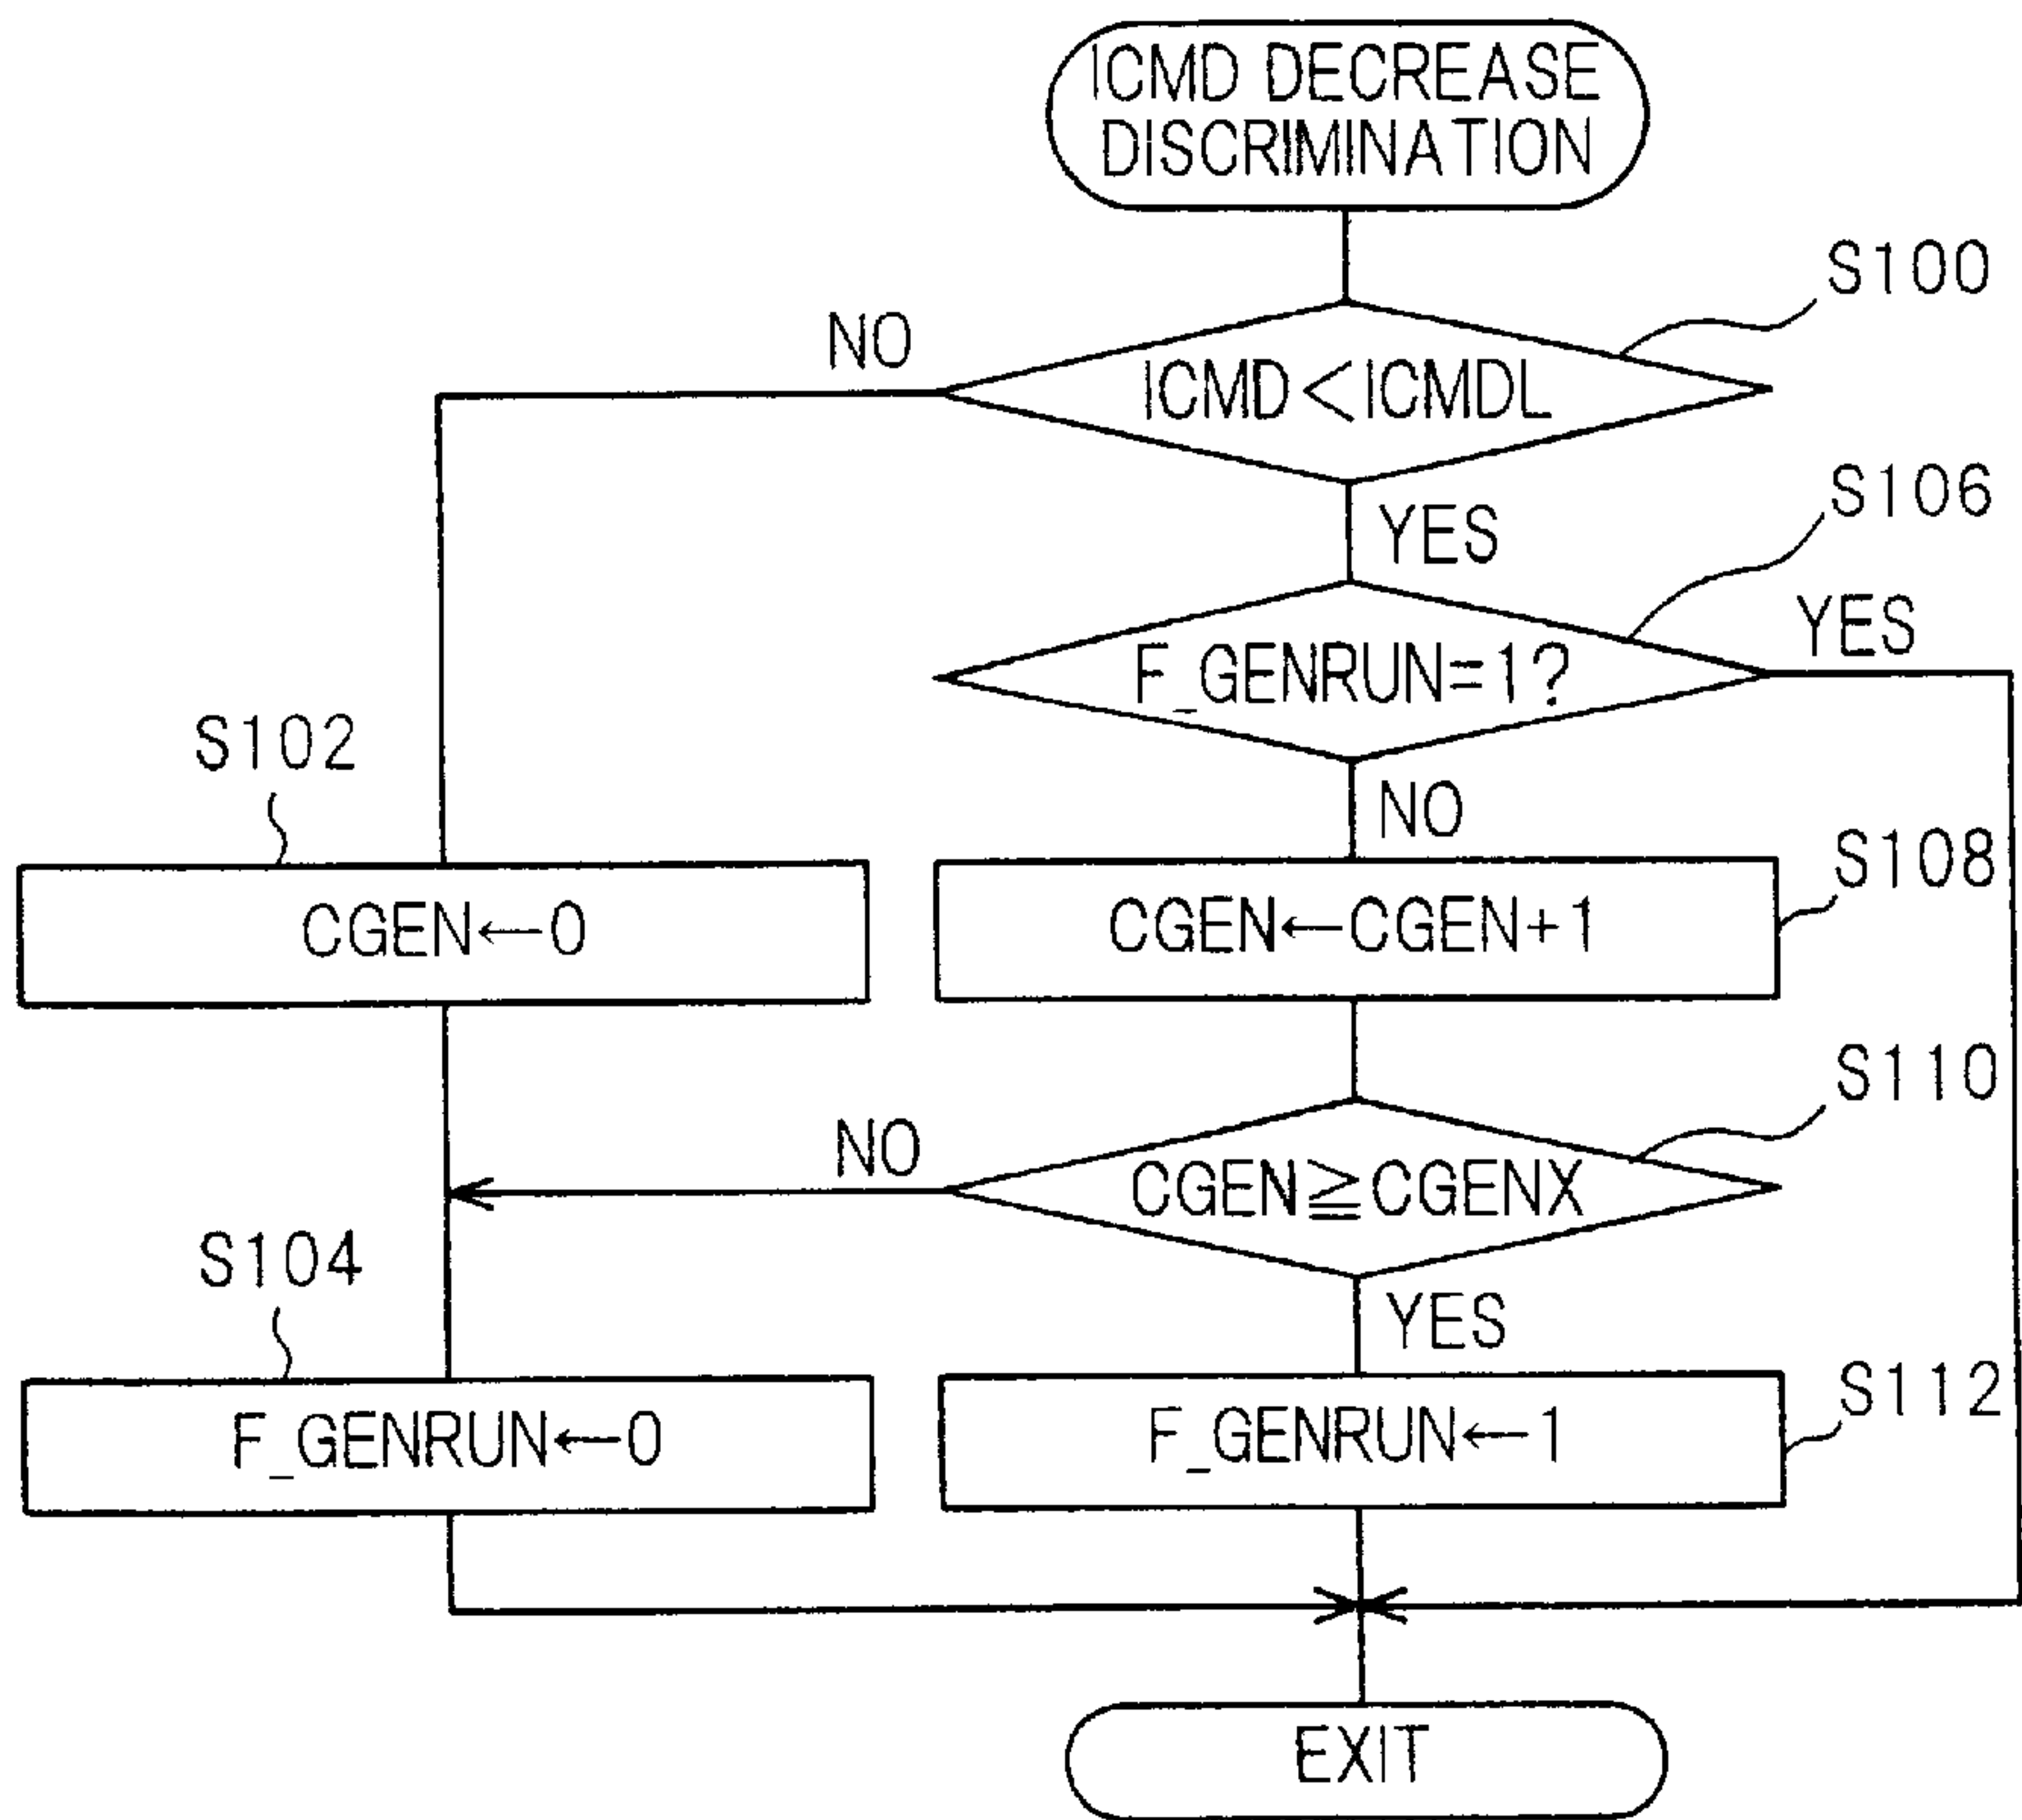 ICMD DECREASE
DISCRIMINATION
S100
NO
ICMD<ICMDL
S106
YES
YES
F_GENRUN=1?
S102
NO
S108
CGEN←0
CGEN←CGEN+1
S110
NO
CGEN≧CGENX
S104
YES
S112
F_GENRUN←0
F_GENRUN←1
EXIT